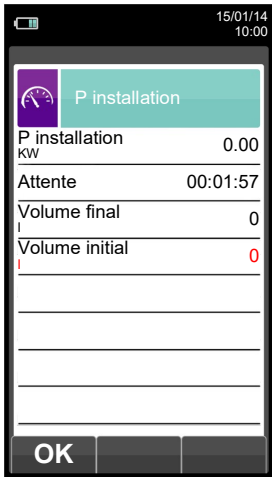 15/01/14
10:00
P installation
P installation 0.00
KW
Attente 00:01:57
Volume final 0
l
Volume initial 0
l
OK